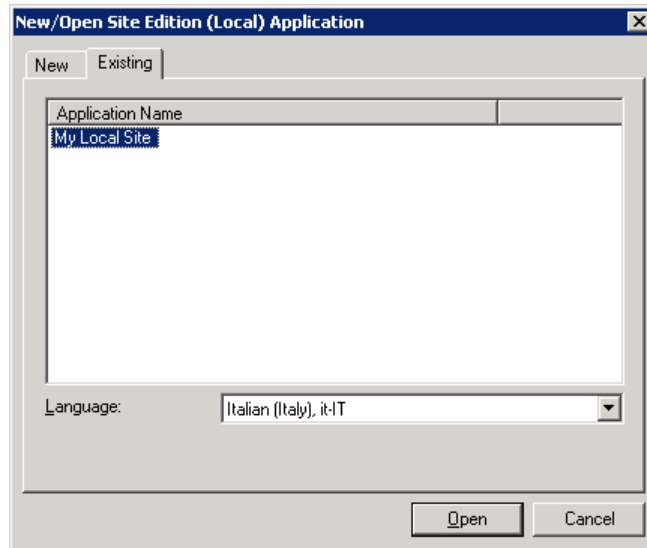 New/Open Site Edition (Local) Application
New Existing
Application Name
My Local Site
Language: Italian (Italy), it-IT
Open Cancel